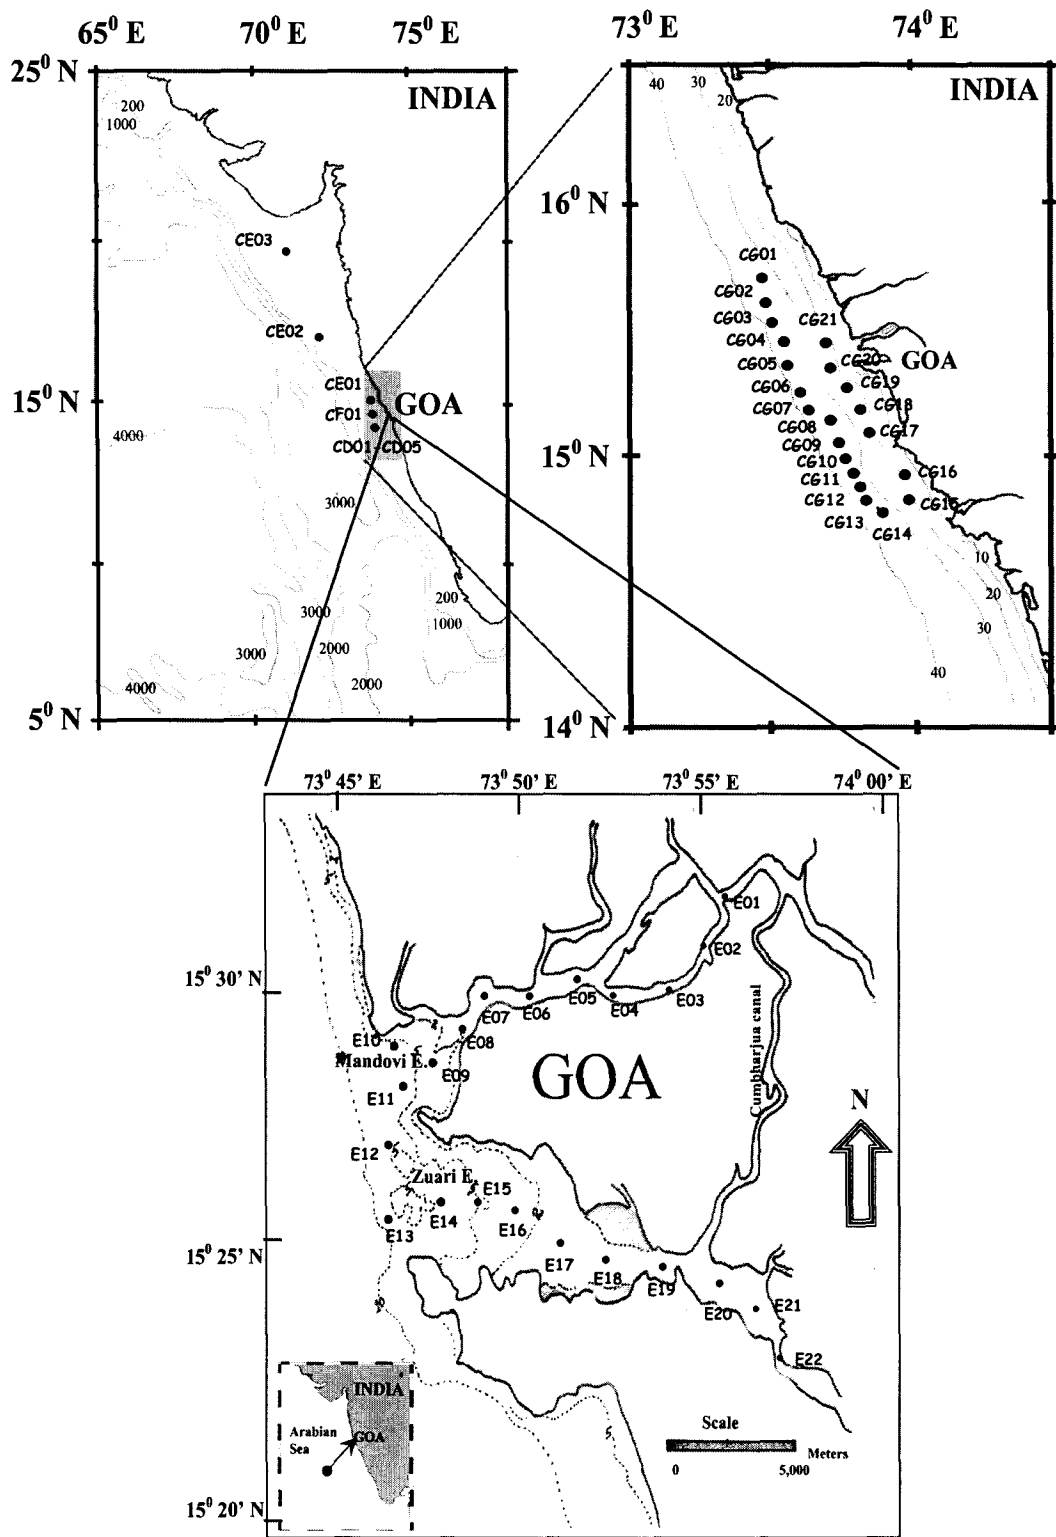 65⁰ E 70⁰ E 75⁰ E
25⁰ N
INDIA
200
1000
CE03
CE02
CE01
CF01
GOA
CD01 - CD05
15⁰ N
4000
3000
200
1000
3000
2000
3000
2000
4000
5⁰ N
73⁰ E 74⁰ E
INDIA
40
30
20
16⁰ N
CG01
CG02
CG03
CG21
CG04
CG20
GOA
CG05
CG19
CG06
CG18
CG07
CG08
CG17
CG09
15⁰ N
CG10
CG16
CG11
CG12
CG15
CG13
CG14
10
20
30
40
14⁰ N
73⁰ 45' E 73⁰ 50' E 73⁰ 55' E 74⁰ 00' E
E01
E02
15⁰ 30' N
E03
E04
E05
E06
E07
E08
E09
E10
Mandovi E.
E11
GOA
Cumbharjua canal
N
E12
Zuari E.
E15
E14
E16
E13
15⁰ 25' N
E17
E18
E19
E20
E21
E22
INDIA
Arabian
Sea
GOA
Scale
Meters
0 5,000
15⁰ 20' N